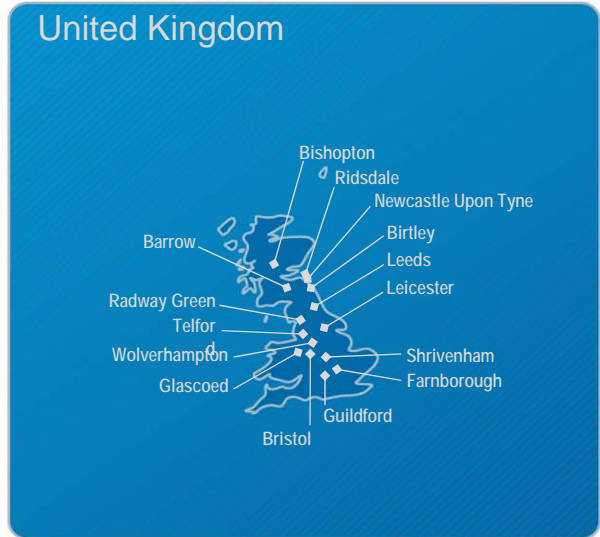 United Kingdom
Bishopton
Ridsdale
Newcastle Upon Tyne
Birtley
Barrow
Leeds
Leicester
Radway Green
Telfor
d
Wolverhampton
Shrivenham
Glascoed
Farnborough
Guildford
Bristol